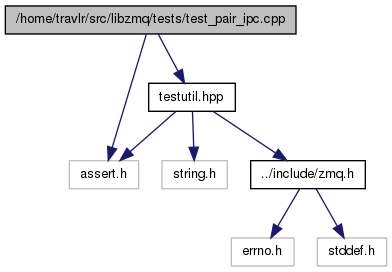 /home/travlr/src/libzmq/tests/test_pair_ipc.cpp
testutil.hpp
assert.h
string.h
../include/zmq.h
errno.h
stddef.h